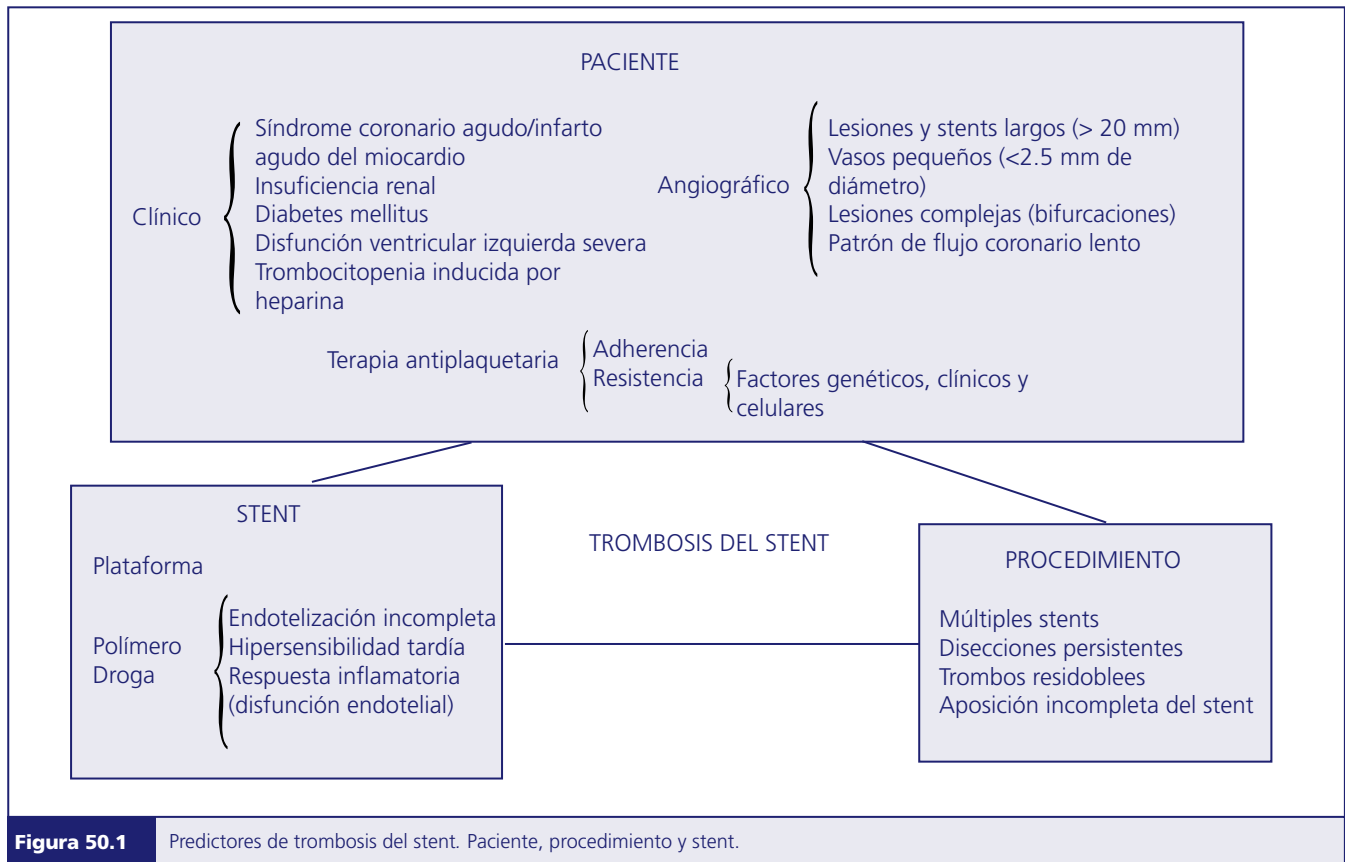 PACIENTE
Clínico
Síndrome coronario agudo/infarto
agudo del miocardio
Insuficiencia renal
Diabetes mellitus
Disfunción ventricular izquierda severa
Trombocitopenia inducida por
heparina
Angiográfico
Lesiones y stents largos (> 20 mm)
Vasos pequeños (<2.5 mm de
diámetro)
Lesiones complejas (bifurcaciones)
Patrón de flujo coronario lento
Terapia antiplaquetaria
Adherencia
Resistencia
Factores genéticos, clínicos y
celulares
STENT
Plataforma
Polímero
Droga
Endotelización incompleta
Hipersensibilidad tardía
Respuesta inflamatoria
(disfunción endotelial)
TROMBOSIS DEL STENT
PROCEDIMIENTO
Múltiples stents
Disecciones persistentes
Trombos residoblees
Aposición incompleta del stent
Figura 50.1 Predictores de trombosis del stent. Paciente, procedimiento y stent.